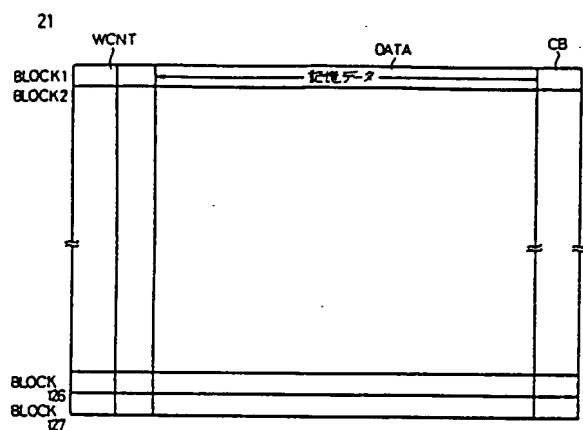 21
WCNT
DATA
CB
BLOCK1
記憶データ
BLOCK2
BLOCK
126
BLOCK
127